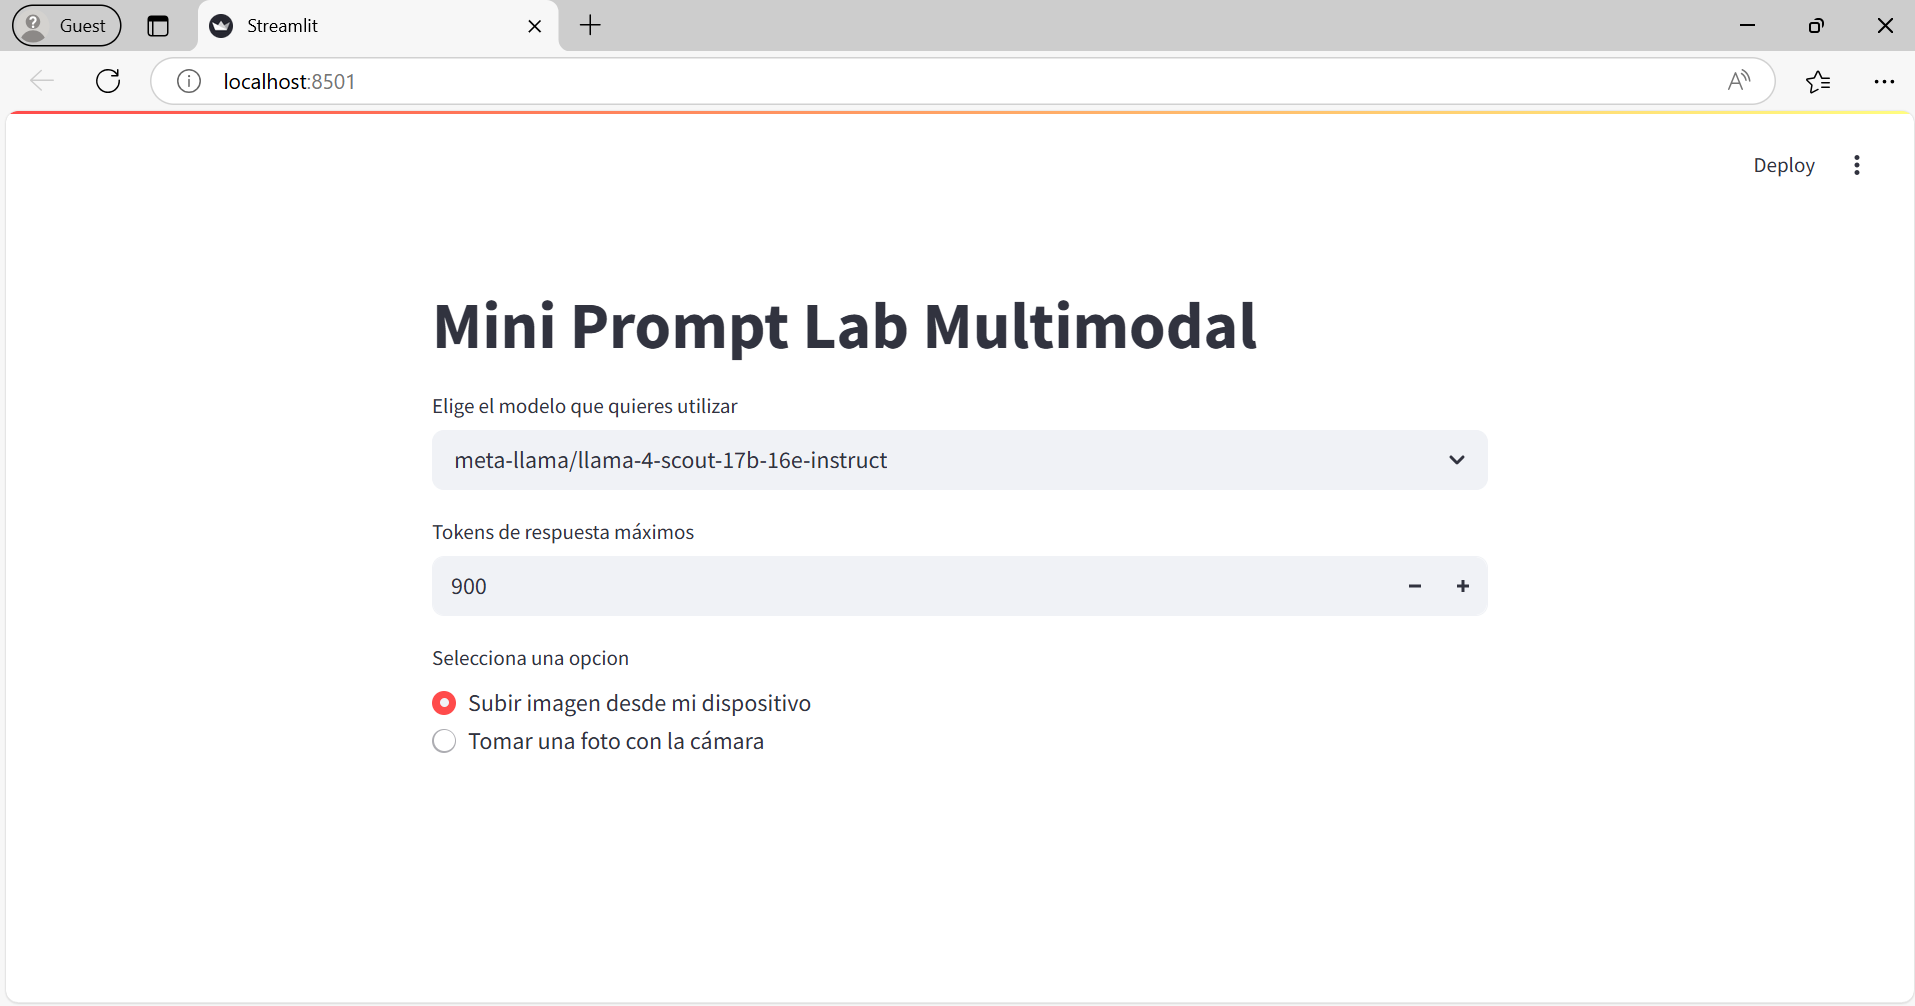 Guest
Streamlit
localhost:8501
Deploy
Mini Prompt Lab Multimodal
Elige el modelo que quieres utilizar
meta-llama/llama-4-scout-17b-16e-instruct
Tokens de respuesta máximos
900
Selecciona una opcion
Subir imagen desde mi dispositivo
Tomar una foto con la cámara